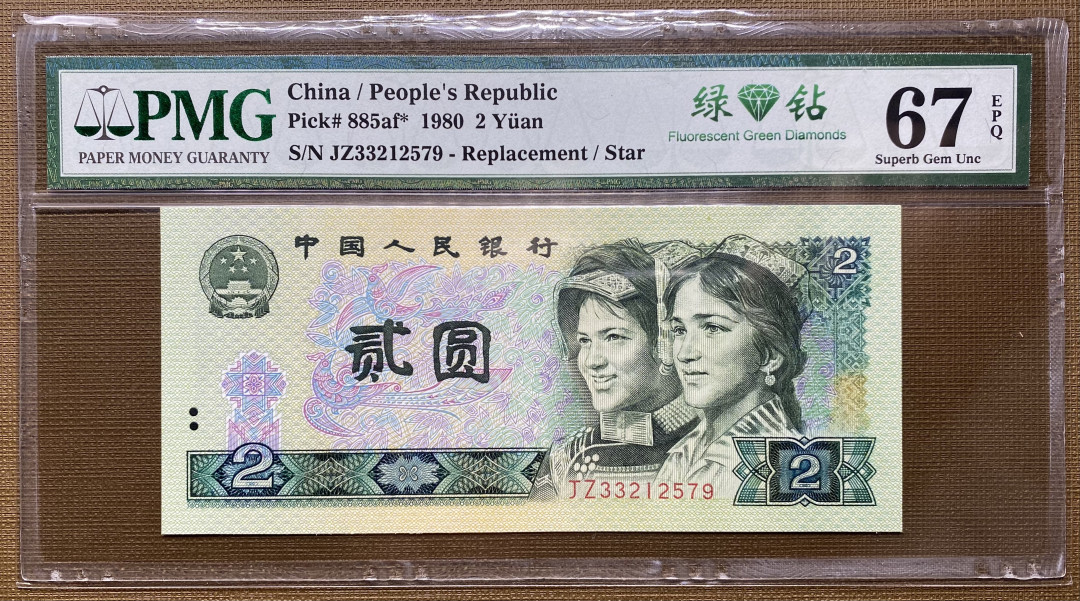 PMG
PAPER MONEY GUARANTY
China / People's Republic
Pick# 885af* 1980 2 Yüan
S/N JZ33212579 - Replacement / Star
绿 钻
Fluorescent Green Diamonds
67
EPQ
Superb Gem Unc
中国人民银行
2
贰圆
2
2
JZ33212579